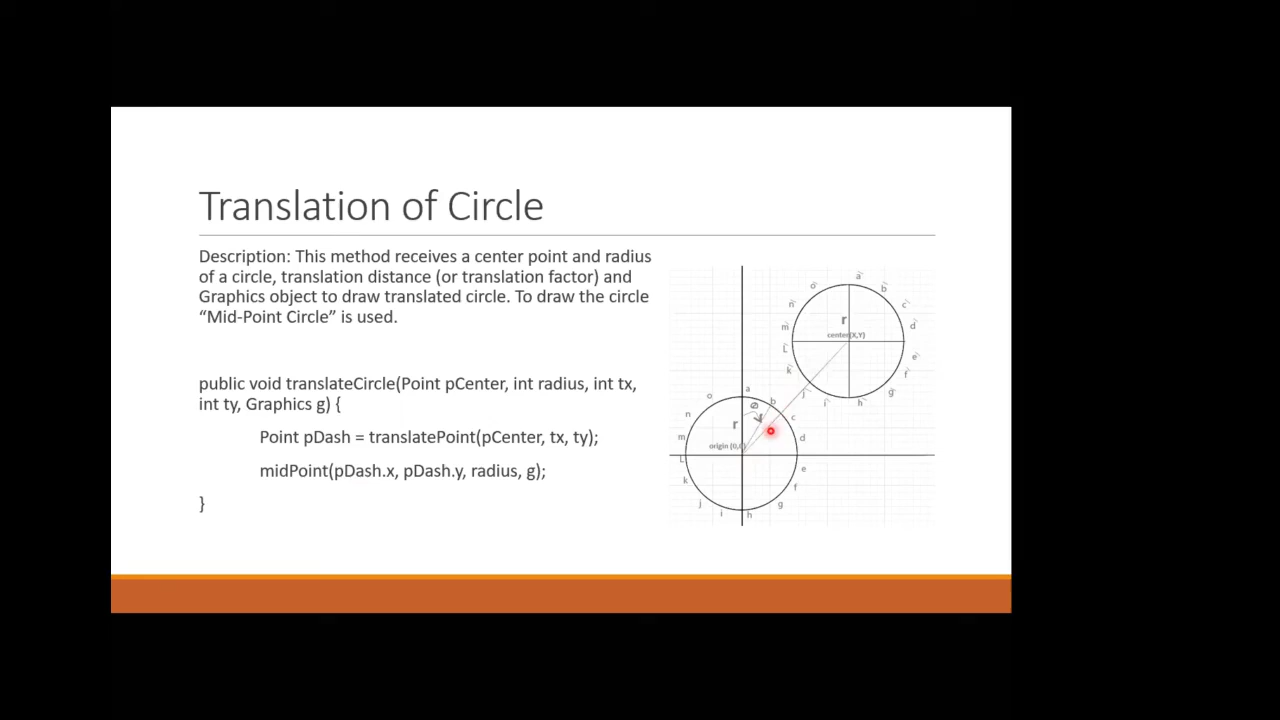 Translation of Circle
Description: This method receives a center point and radius
of a circle, translation distance (or translation factor) and
Graphics object to draw translated circle. To draw the circle
“Mid-Point Circle” is used.
public void translateCircle(Point pCenter, int radius, int tx,
int ty, Graphics g) {
Point pDash = translatePoint(pCenter, tx, ty);
midPoint(pDash.x, pDash.y, radius, g);
}
a'
b'
c'
d'
e'
f'
g'
h'
i'
j'
k'
L'
m'
n'
o'
r
center(X,Y)
a
b
c
d
e
f
g
h
i
j
k
L
m
n
o
r
origin